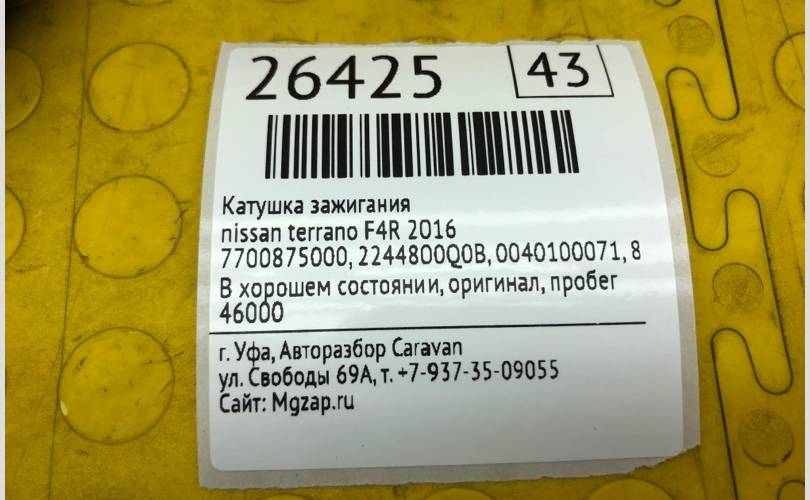 26425 43
Катушка зажигания
nissan terrano F4R 2016
7700875000, 2244800Q0B, 0040100071, 8
В хорошем состоянии, оригинал, пробег
46000
г. Уфа, Авторазбор Caravan
ул. Свободы 69А, т. +7-937-35-09055
Сайт: Mgzap.ru